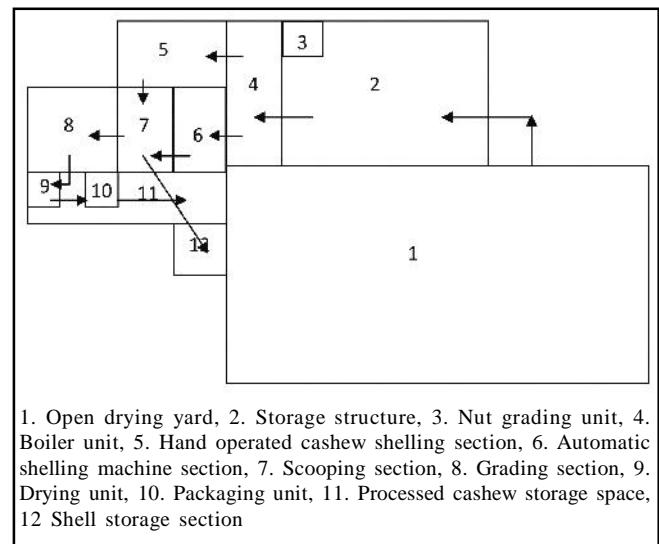 3
5
4
2
8
7
6
9
10
11
12
1
1. Open drying yard, 2. Storage structure, 3. Nut grading unit, 4.
Boiler unit, 5. Hand operated cashew shelling section, 6. Automatic
shelling machine section, 7. Scooping section, 8. Grading section, 9.
Drying unit, 10. Packaging unit, 11. Processed cashew storage space,
12 Shell storage section